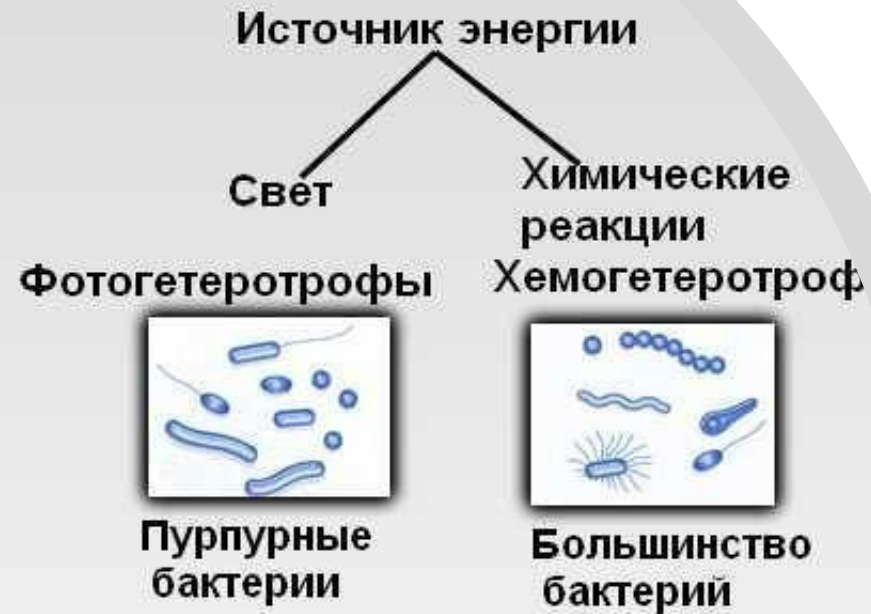 Источник энергии
Свет
Химические
реакции
Фотогетеротрофы
Хемогетеротроф
Пурпурные
бактерии
Большинство
бактерий